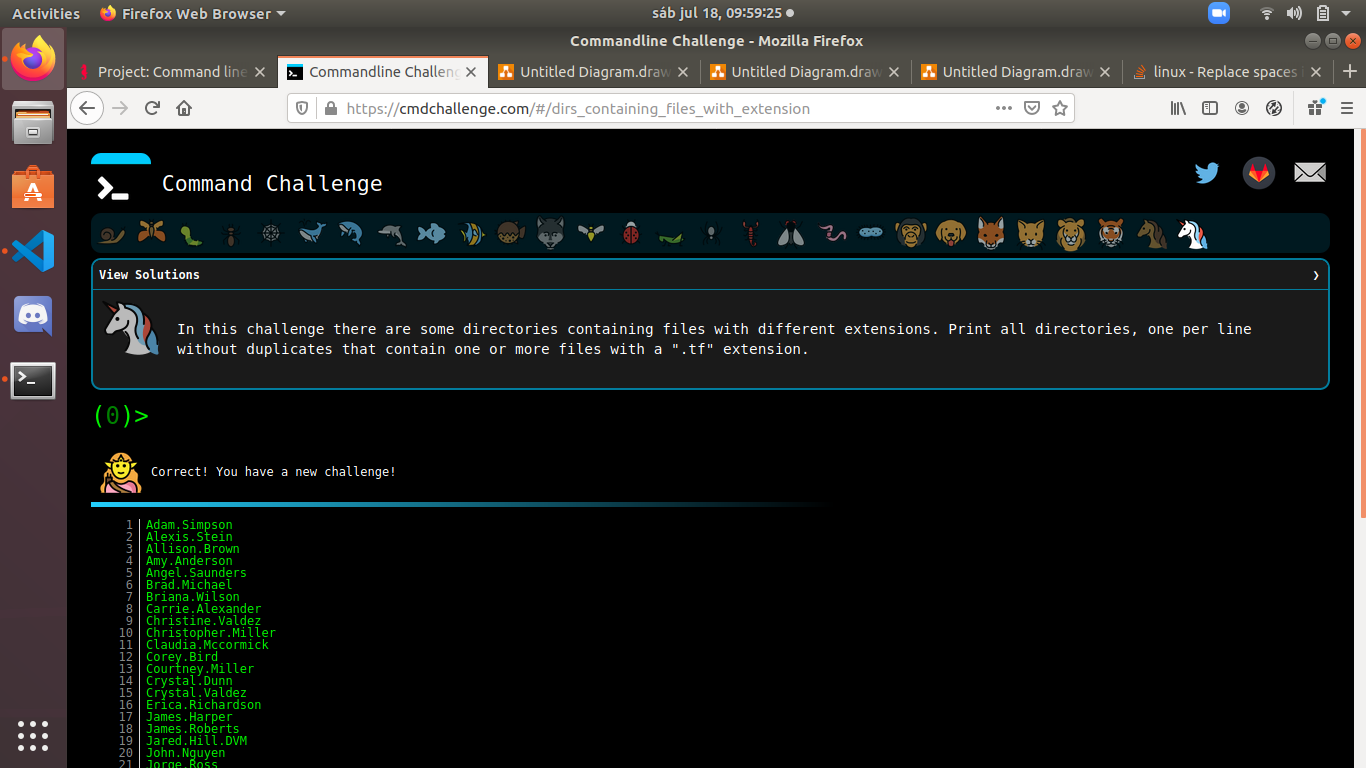 Activities
Firefox Web Browser
sáb jul 18, 09:59:25
Commandline Challenge - Mozilla Firefox
Project: Command line
Commandline Challeng
Untitled Diagram.draw
Untitled Diagram.draw
Untitled Diagram.draw
linux - Replace spaces
https://cmdchallenge.com/#/dirs_containing_files_with_extension
Command Challenge
View Solutions
In this challenge there are some directories containing files with different extensions. Print all directories, one per line
without duplicates that contain one or more files with a ".tf" extension.
(0)>
Correct! You have a new challenge!
1 Adam.Simpson
2 Alexis.Stein
3 Allison.Brown
4 Amy.Anderson
5 Angel.Saunders
6 Brad.Michael
7 Briana.Wilson
8 Carrie.Alexander
9 Christine.Valdez
10 Christopher.Miller
11 Claudia.Mccormick
12 Corey.Bird
13 Courtney.Miller
14 Crystal.Dunn
15 Crystal.Valdez
16 Erica.Richardson
17 James.Harper
18 James.Roberts
19 Jared.Hill.DVM
20 John.Nguyen
21 Jorge.Ross